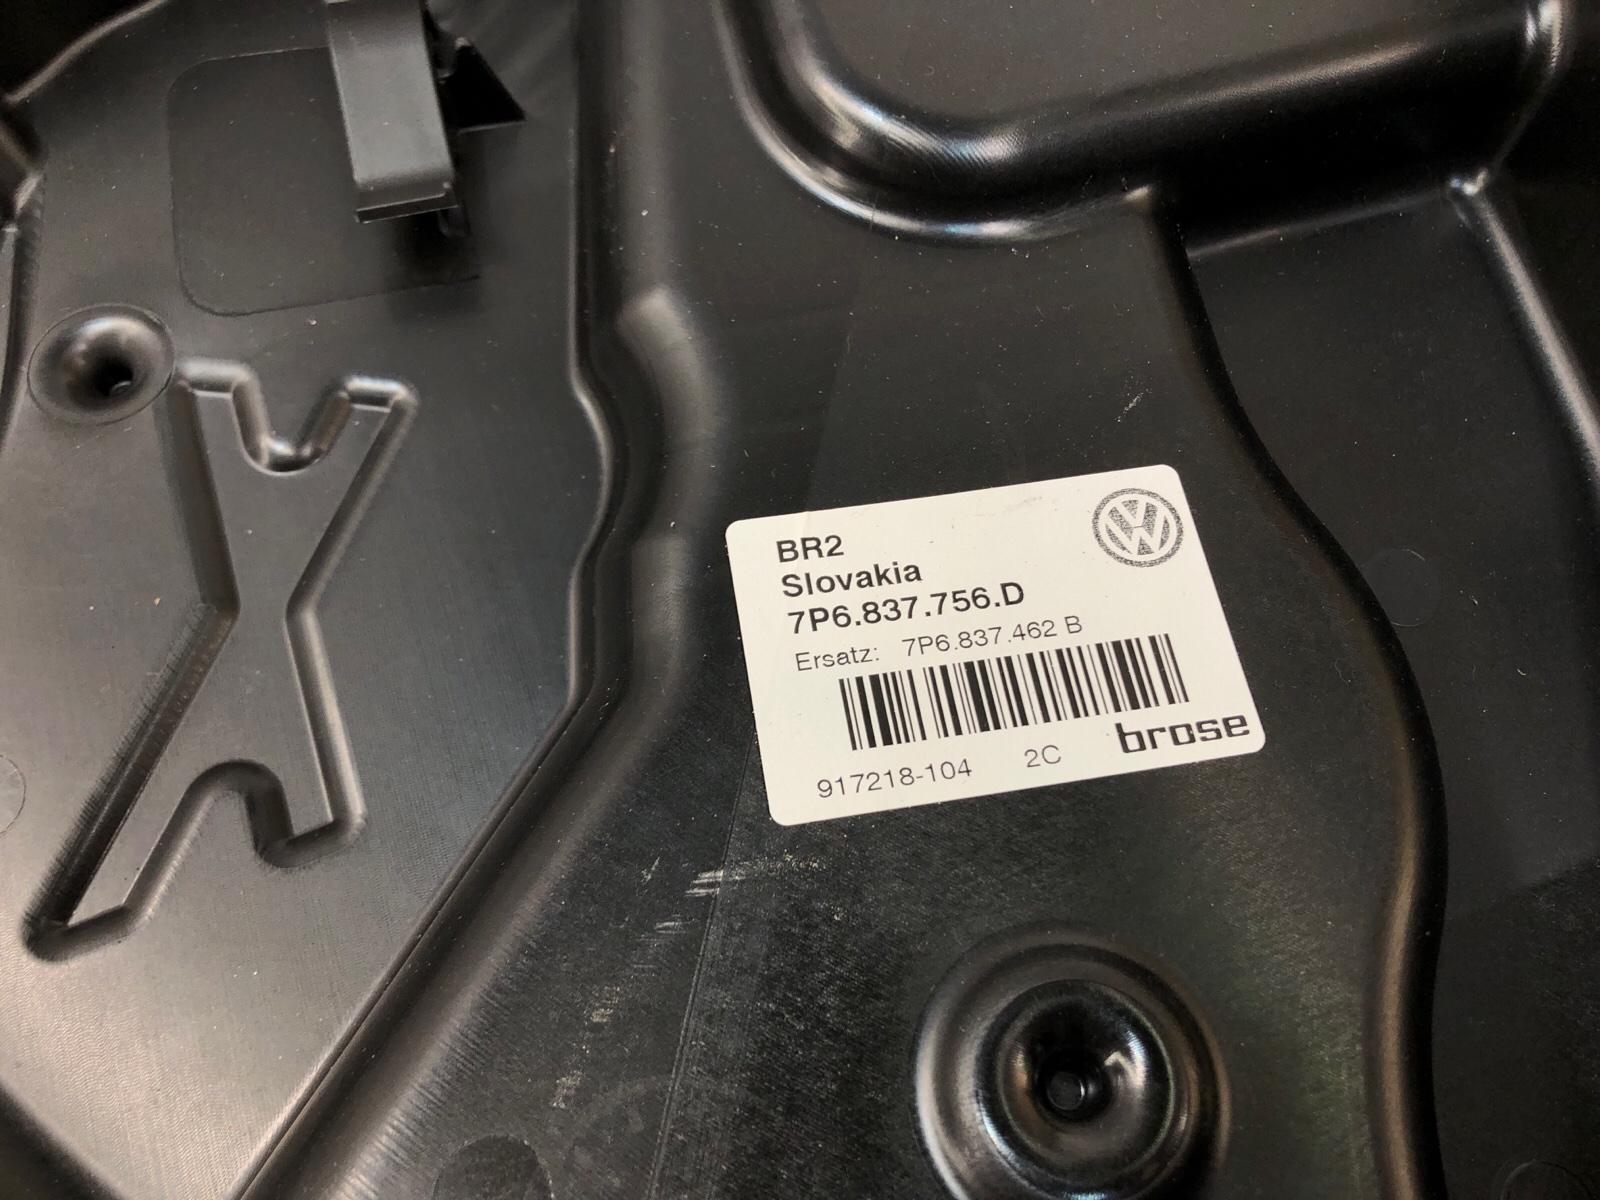 BR2
Slovakia
7P6.837.756.D
Ersatz: 7P6.837.462 B
brose
917218-104 2C